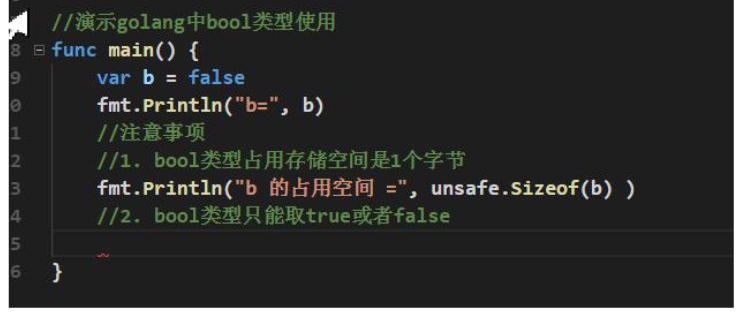 //演示golang中bool类型使用
8 func main() {
9 var b = false
0 fmt.Println("b=", b)
1 //注意事项
2 //1. bool类型占用存储空间是1个字节
3 fmt.Println("b 的占用空间 =", unsafe.Sizeof(b) )
4 //2. bool类型只能取true或者false
5
6 }